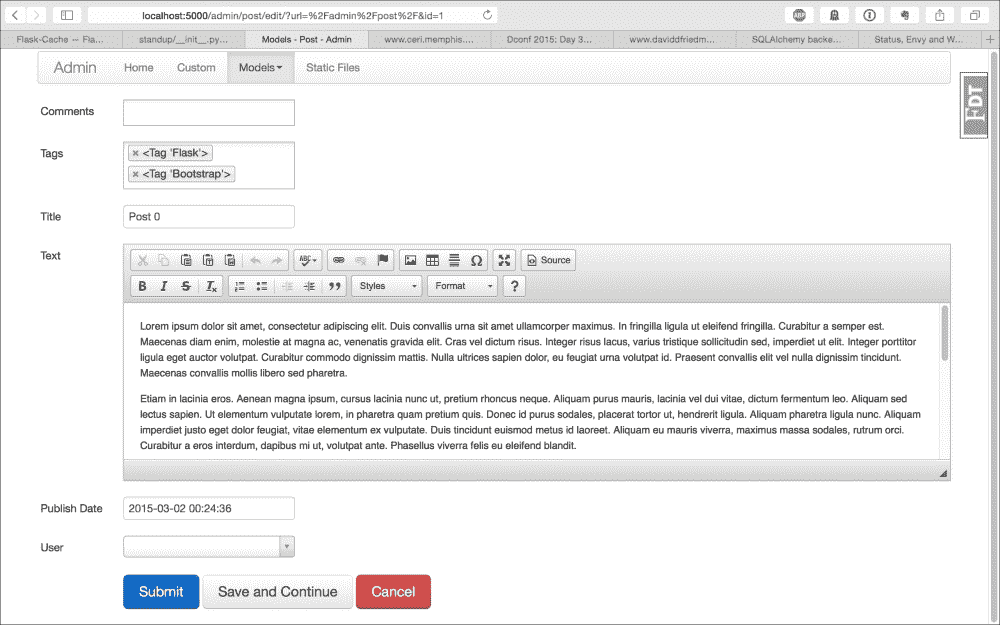 localhost:5000/admin/post/edit/?url=%2Fadmin%2Fpost%2F&id=1
ABP
Flask-Cache — Fla... standup/__init__.py... Models - Post - Admin www.ceri.memphis.... Dconf 2015: Day 3... www.daviddfriedm... SQLAlchemy backe... Status, Envy and W... +
Admin Home Custom Models Static Files
FDT
Comments
Tags
× <Tag 'Flask'>
× <Tag 'Bootstrap'>
Title Post 0
Text
ABC Ω Source
B I S Tx Styles Format ?
Lorem ipsum dolor sit amet, consectetur adipiscing elit. Duis convallis urna sit amet ullamcorper maximus. In fringilla ligula ut eleifend fringilla. Curabitur a semper est.
Maecenas diam enim, molestie at magna ac, venenatis gravida elit. Cras vel dictum risus. Integer risus lacus, varius tristique sollicitudin sed, imperdiet ut elit. Integer porttitor
ligula eget auctor volutpat. Curabitur commodo dignissim mattis. Nulla ultrices sapien dolor, eu feugiat urna volutpat id. Praesent convallis elit vel nulla dignissim tincidunt.
Maecenas convallis mollis libero sed pharetra.
Etiam in lacinia eros. Aenean magna ipsum, cursus lacinia nunc ut, pretium rhoncus neque. Aliquam purus mauris, lacinia vel dui vitae, dictum fermentum leo. Aliquam sed
lectus sapien. Ut elementum vulputate lorem, in pharetra quam pretium quis. Donec id purus sodales, placerat tortor ut, hendrerit ligula. Aliquam pharetra ligula nunc. Aliquam
imperdiet justo eget dolor feugiat, vitae elementum ex vulputate. Duis tincidunt euismod metus id laoreet. Aliquam eu mauris viverra, maximus massa sodales, rutrum orci.
Curabitur a eros interdum, dapibus mi ut, volutpat ante. Phasellus viverra felis eu eleifend blandit.
Publish Date 2015-03-02 00:24:36
User
Submit Save and Continue Cancel